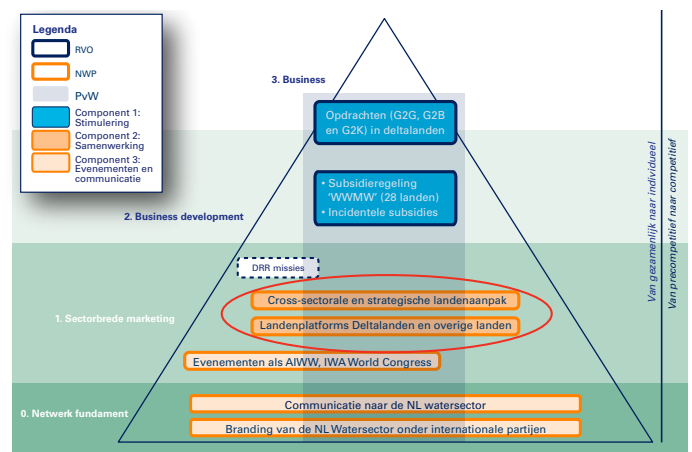 Legenda
RVO
NWP
PvW
Component 1:
Stimulering
Component 2:
Samenwerking
Component 3:
Evenementen en
communicatie
3. Business
Opdrachten (G2G, G2B
en G2K) in deltalanden
• Subsidieregeling
'WWMW' (28 landen)
• Incidentele subsidies
2. Business development
DRR missies
Cross-sectorale en strategische landenaanpak
1. Sectorbrede marketing
Landenplatforms Deltalanden en overige landen
Evenementen als AIWW, IWA World Congress
Communicatie naar de NL watersector
0. Netwerk fundament
Branding van de NL Watersector onder internationale partijen
Van gezamenlijk naar individueel
Van precompetitief naar competitief